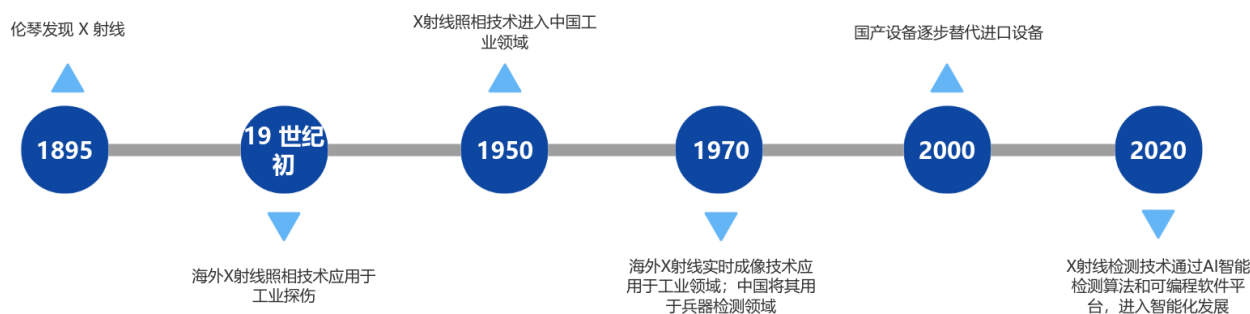 伦琴发现 X 射线
X射线照相技术进入中国工
业领域
国产设备逐步替代进口设备
1895
19 世纪
初
1950
1970
2000
2020
海外X射线照相技术应用于
工业探伤
海外X射线实时成像技术应
用于工业领域；中国将其用
于兵器检测领域
X射线检测技术通过AI智能
检测算法和可编程软件平
台，进入智能化发展